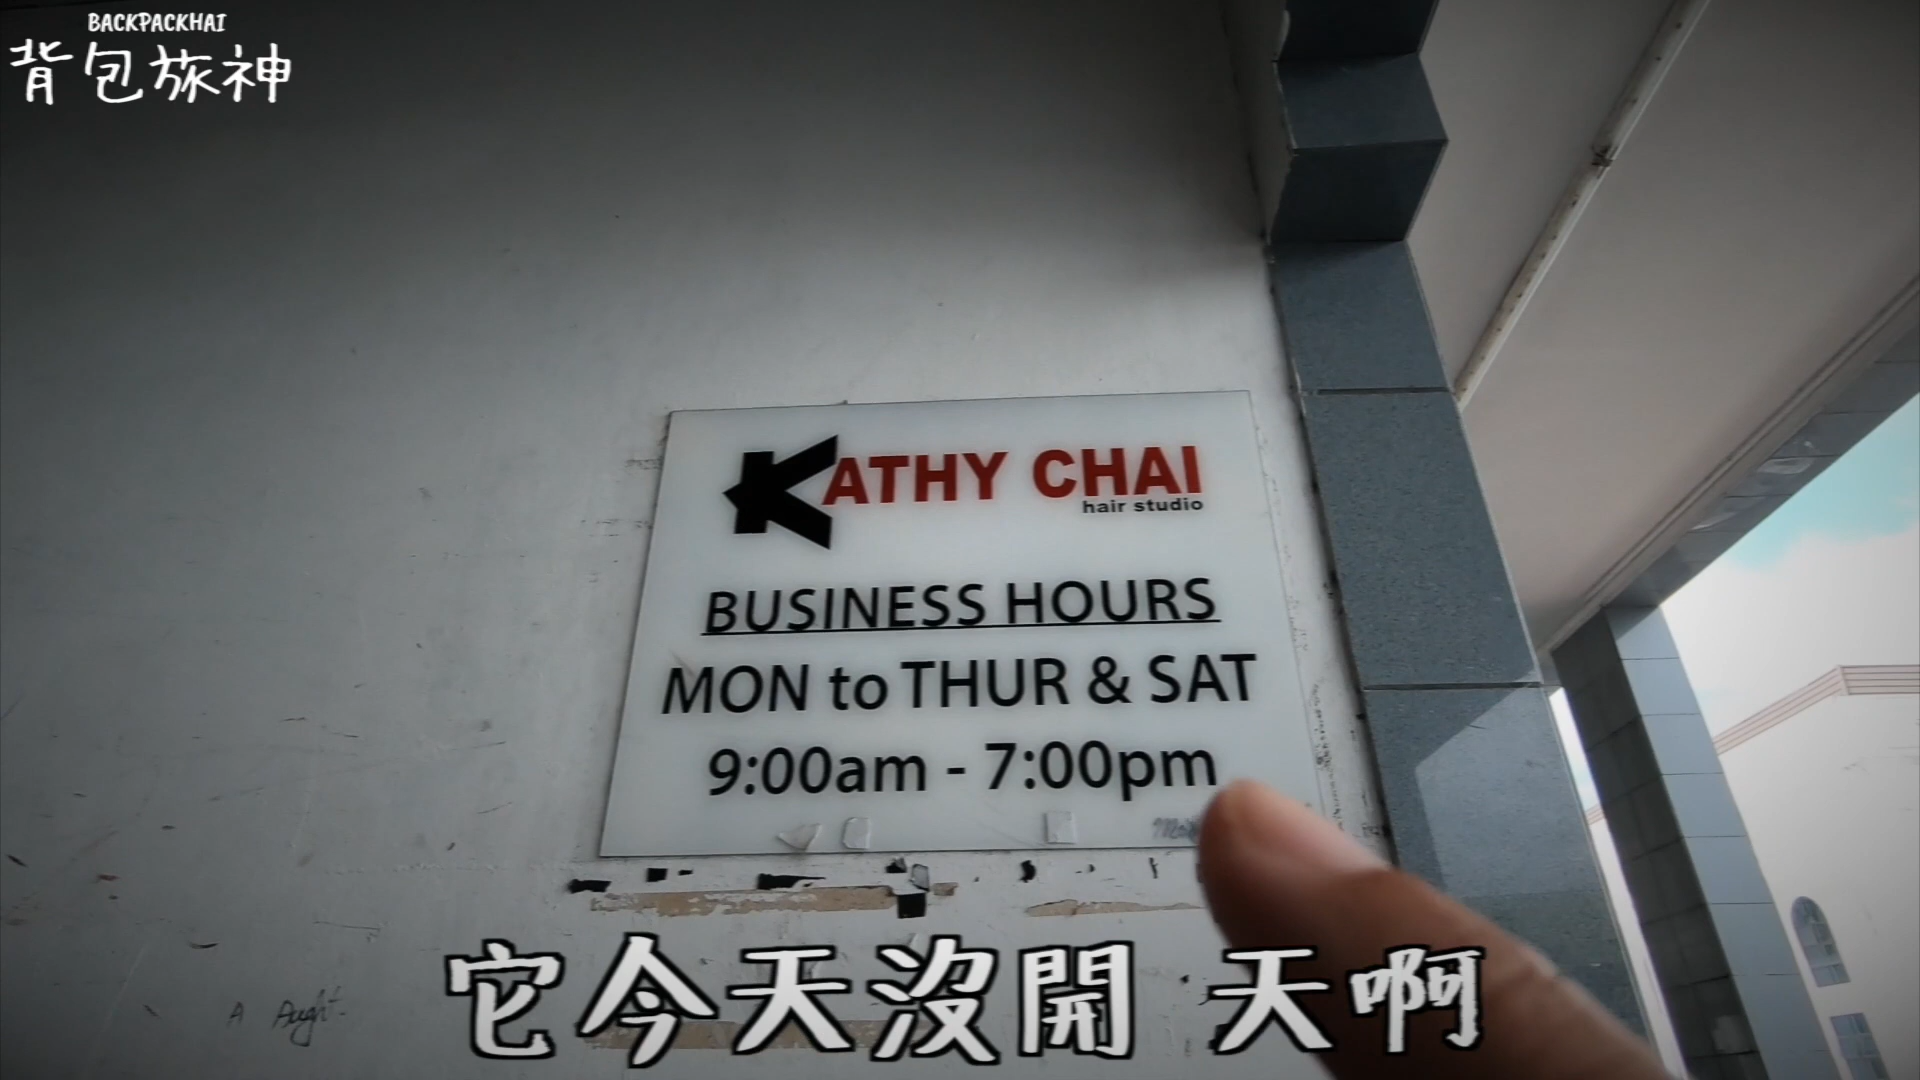 BACKPACKHAI
背包旅神
KATHY CHAI
hair studio
BUSINESS HOURS
MON to THUR & SAT
9:00am - 7:00pm
它今天沒開 天啊